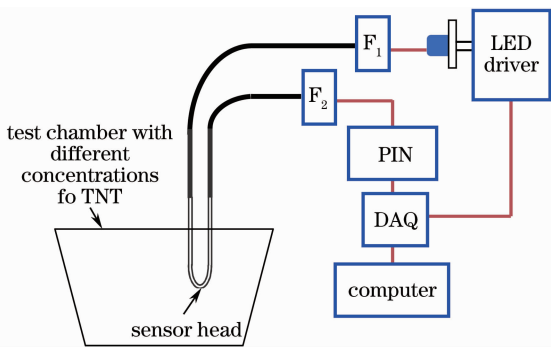 F1
LED
driver
F2
test chamber with
different
concentrations
fo TNT
PIN
DAQ
computer
sensor head